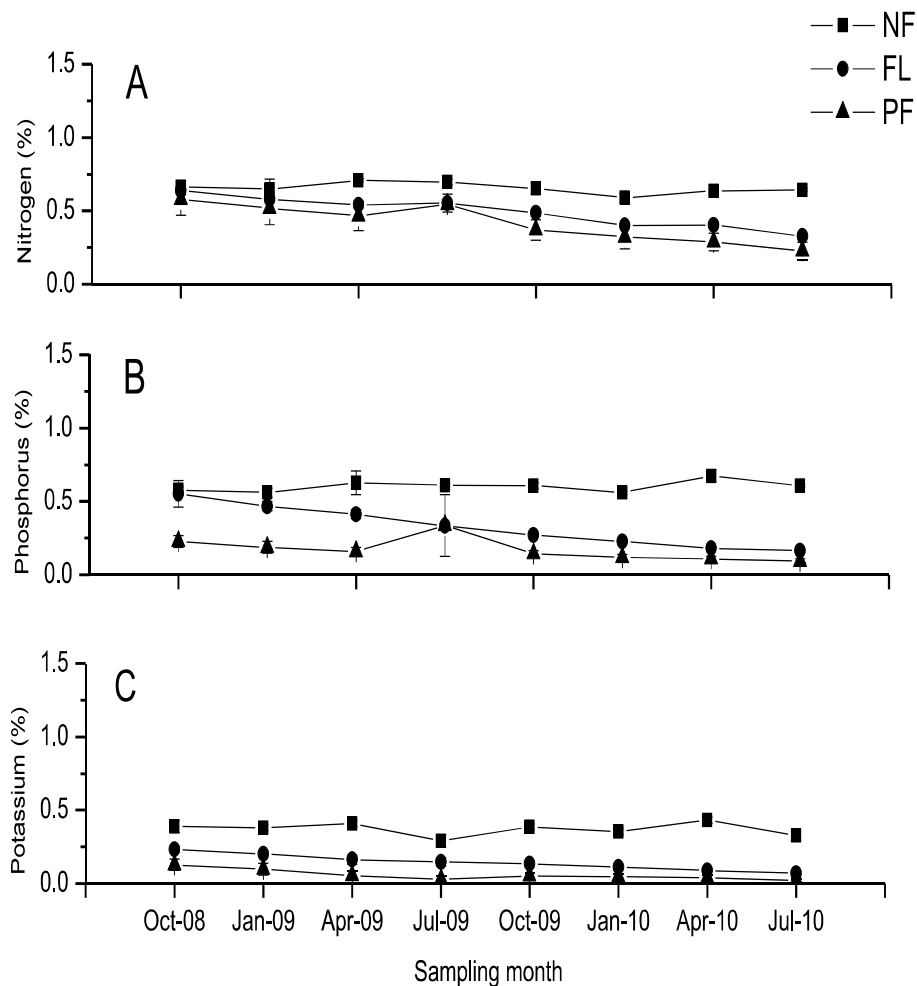 NF
FL
PF
A
1.5
1.0
0.5
0.0
Nitrogen (%)
B
1.5
1.0
0.5
0.0
Phosphorus (%)
C
1.5
1.0
0.5
0.0
Potassium (%)
Oct-08 Jan-09 Apr-09 Jul-09 Oct-09 Jan-10 Apr-10 Jul-10
Sampling month